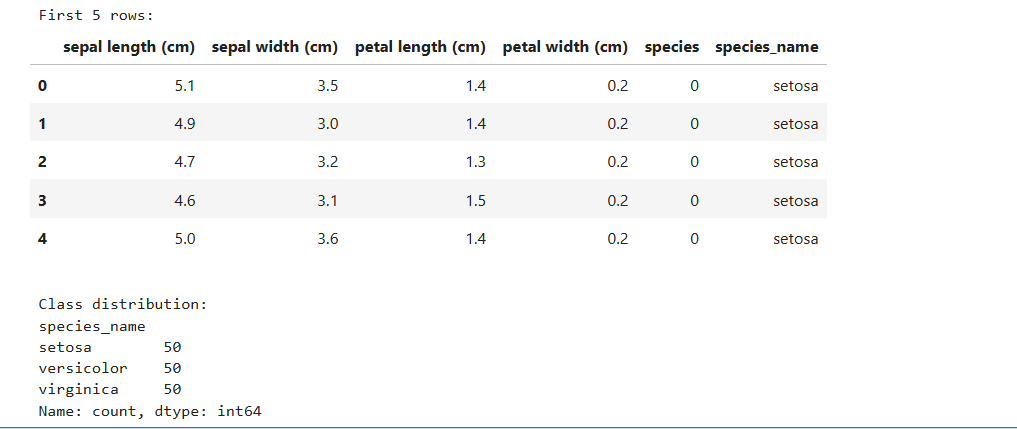 First 5 rows:
sepal length (cm) sepal width (cm) petal length (cm) petal width (cm) species species_name
0 5.1 3.5 1.4 0.2 0 setosa
1 4.9 3.0 1.4 0.2 0 setosa
2 4.7 3.2 1.3 0.2 0 setosa
3 4.6 3.1 1.5 0.2 0 setosa
4 5.0 3.6 1.4 0.2 0 setosa
Class distribution:
species_name
setosa 50
versicolor 50
virginica 50
Name: count, dtype: int64